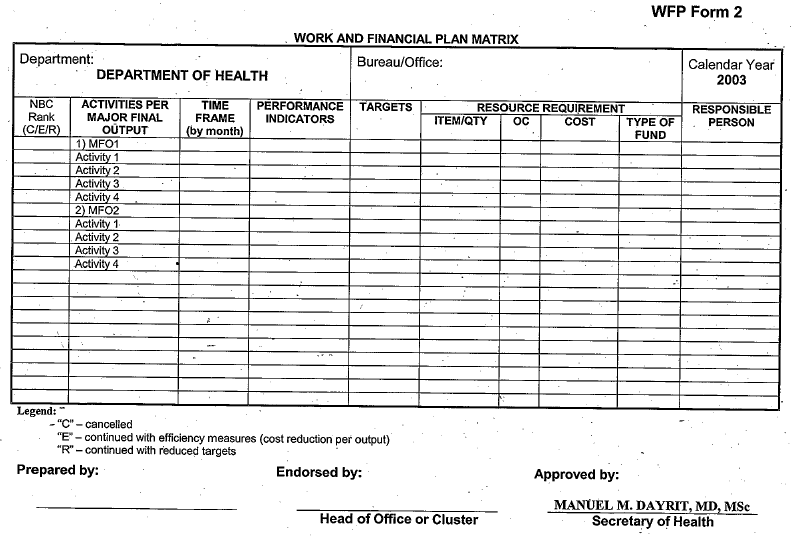 WFP Form 2
WORK AND FINANCIAL PLAN MATRIX
Department:
DEPARTMENT OF HEALTH
Bureau/Office:
Calendar Year
2003
NBC
Rank
(C/E/R)
ACTIVITIES PER
MAJOR FINAL
OUTPUT
TIME
FRAME
(by month)
PERFORMANCE
INDICATORS
TARGETS
RESOURCE REQUIREMENT
ITEM/QTY
OC
COST
TYPE OF
FUND
RESPONSIBLE
PERSON
1) MFO1
Activity 1
Activity 2
Activity 3
Activity 4
2) MFO2
Activity 1
Activity 2
Activity 3
Activity 4
Legend:
- "C" – cancelled
"E" – continued with efficiency measures (cost reduction per output)
"R" – continued with reduced targets
Prepared by:
Endorsed by:
Head of Office or Cluster
Approved by:
MANUEL M. DAYRIT, MD, MSc
Secretary of Health